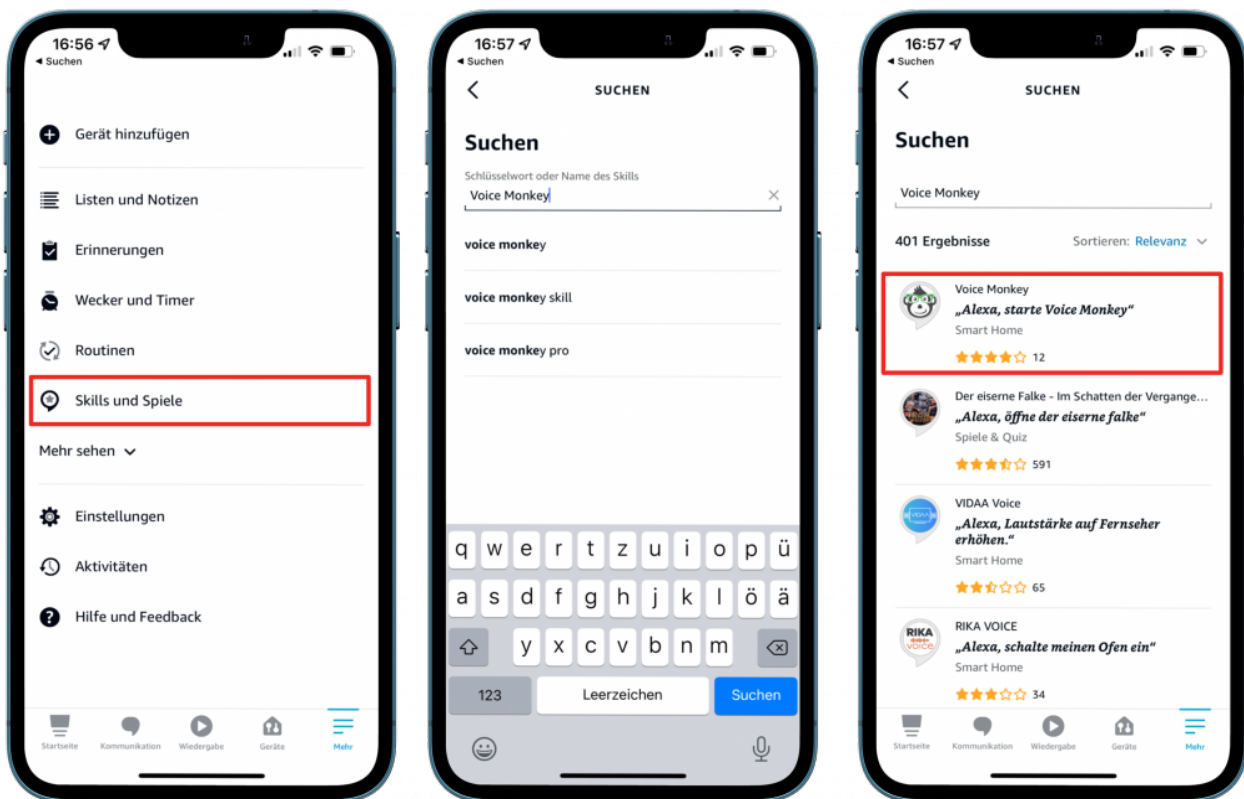 16:56
Suchen
Gerät hinzufügen
Listen und Notizen
Erinnerungen
Wecker und Timer
Routinen
Skills und Spiele
Mehr sehen
Einstellungen
Aktivitäten
Hilfe und Feedback
Startseite Kommunikation Wiedergabe Geräte Mehr
16:57
Suchen
SUCHEN
Suchen
Schlüsselwort oder Name des Skills
Voice Monkey
voice monkey
voice monkey skill
voice monkey pro
q w e r t z u i o p ü
a s d f g h j k l ö ä
y x c v b n m
123 Leerzeichen Suchen
16:57
Suchen
SUCHEN
Suchen
Voice Monkey
401 Ergebnisse Sortieren: Relevanz
Voice Monkey
„Alexa, starte Voice Monkey“
Smart Home
12
Der eiserne Falke - Im Schatten der Vergange...
„Alexa, öffne der eiserne falke“
Spiele & Quiz
591
VIDAA
VIDAA Voice
„Alexa, Lautstärke auf Fernseher
erhöhen.“
Smart Home
65
RIKA
voice
RIKA VOICE
„Alexa, schalte meinen Ofen ein“
Smart Home
34
Startseite Kommunikation Wiedergabe Geräte Mehr